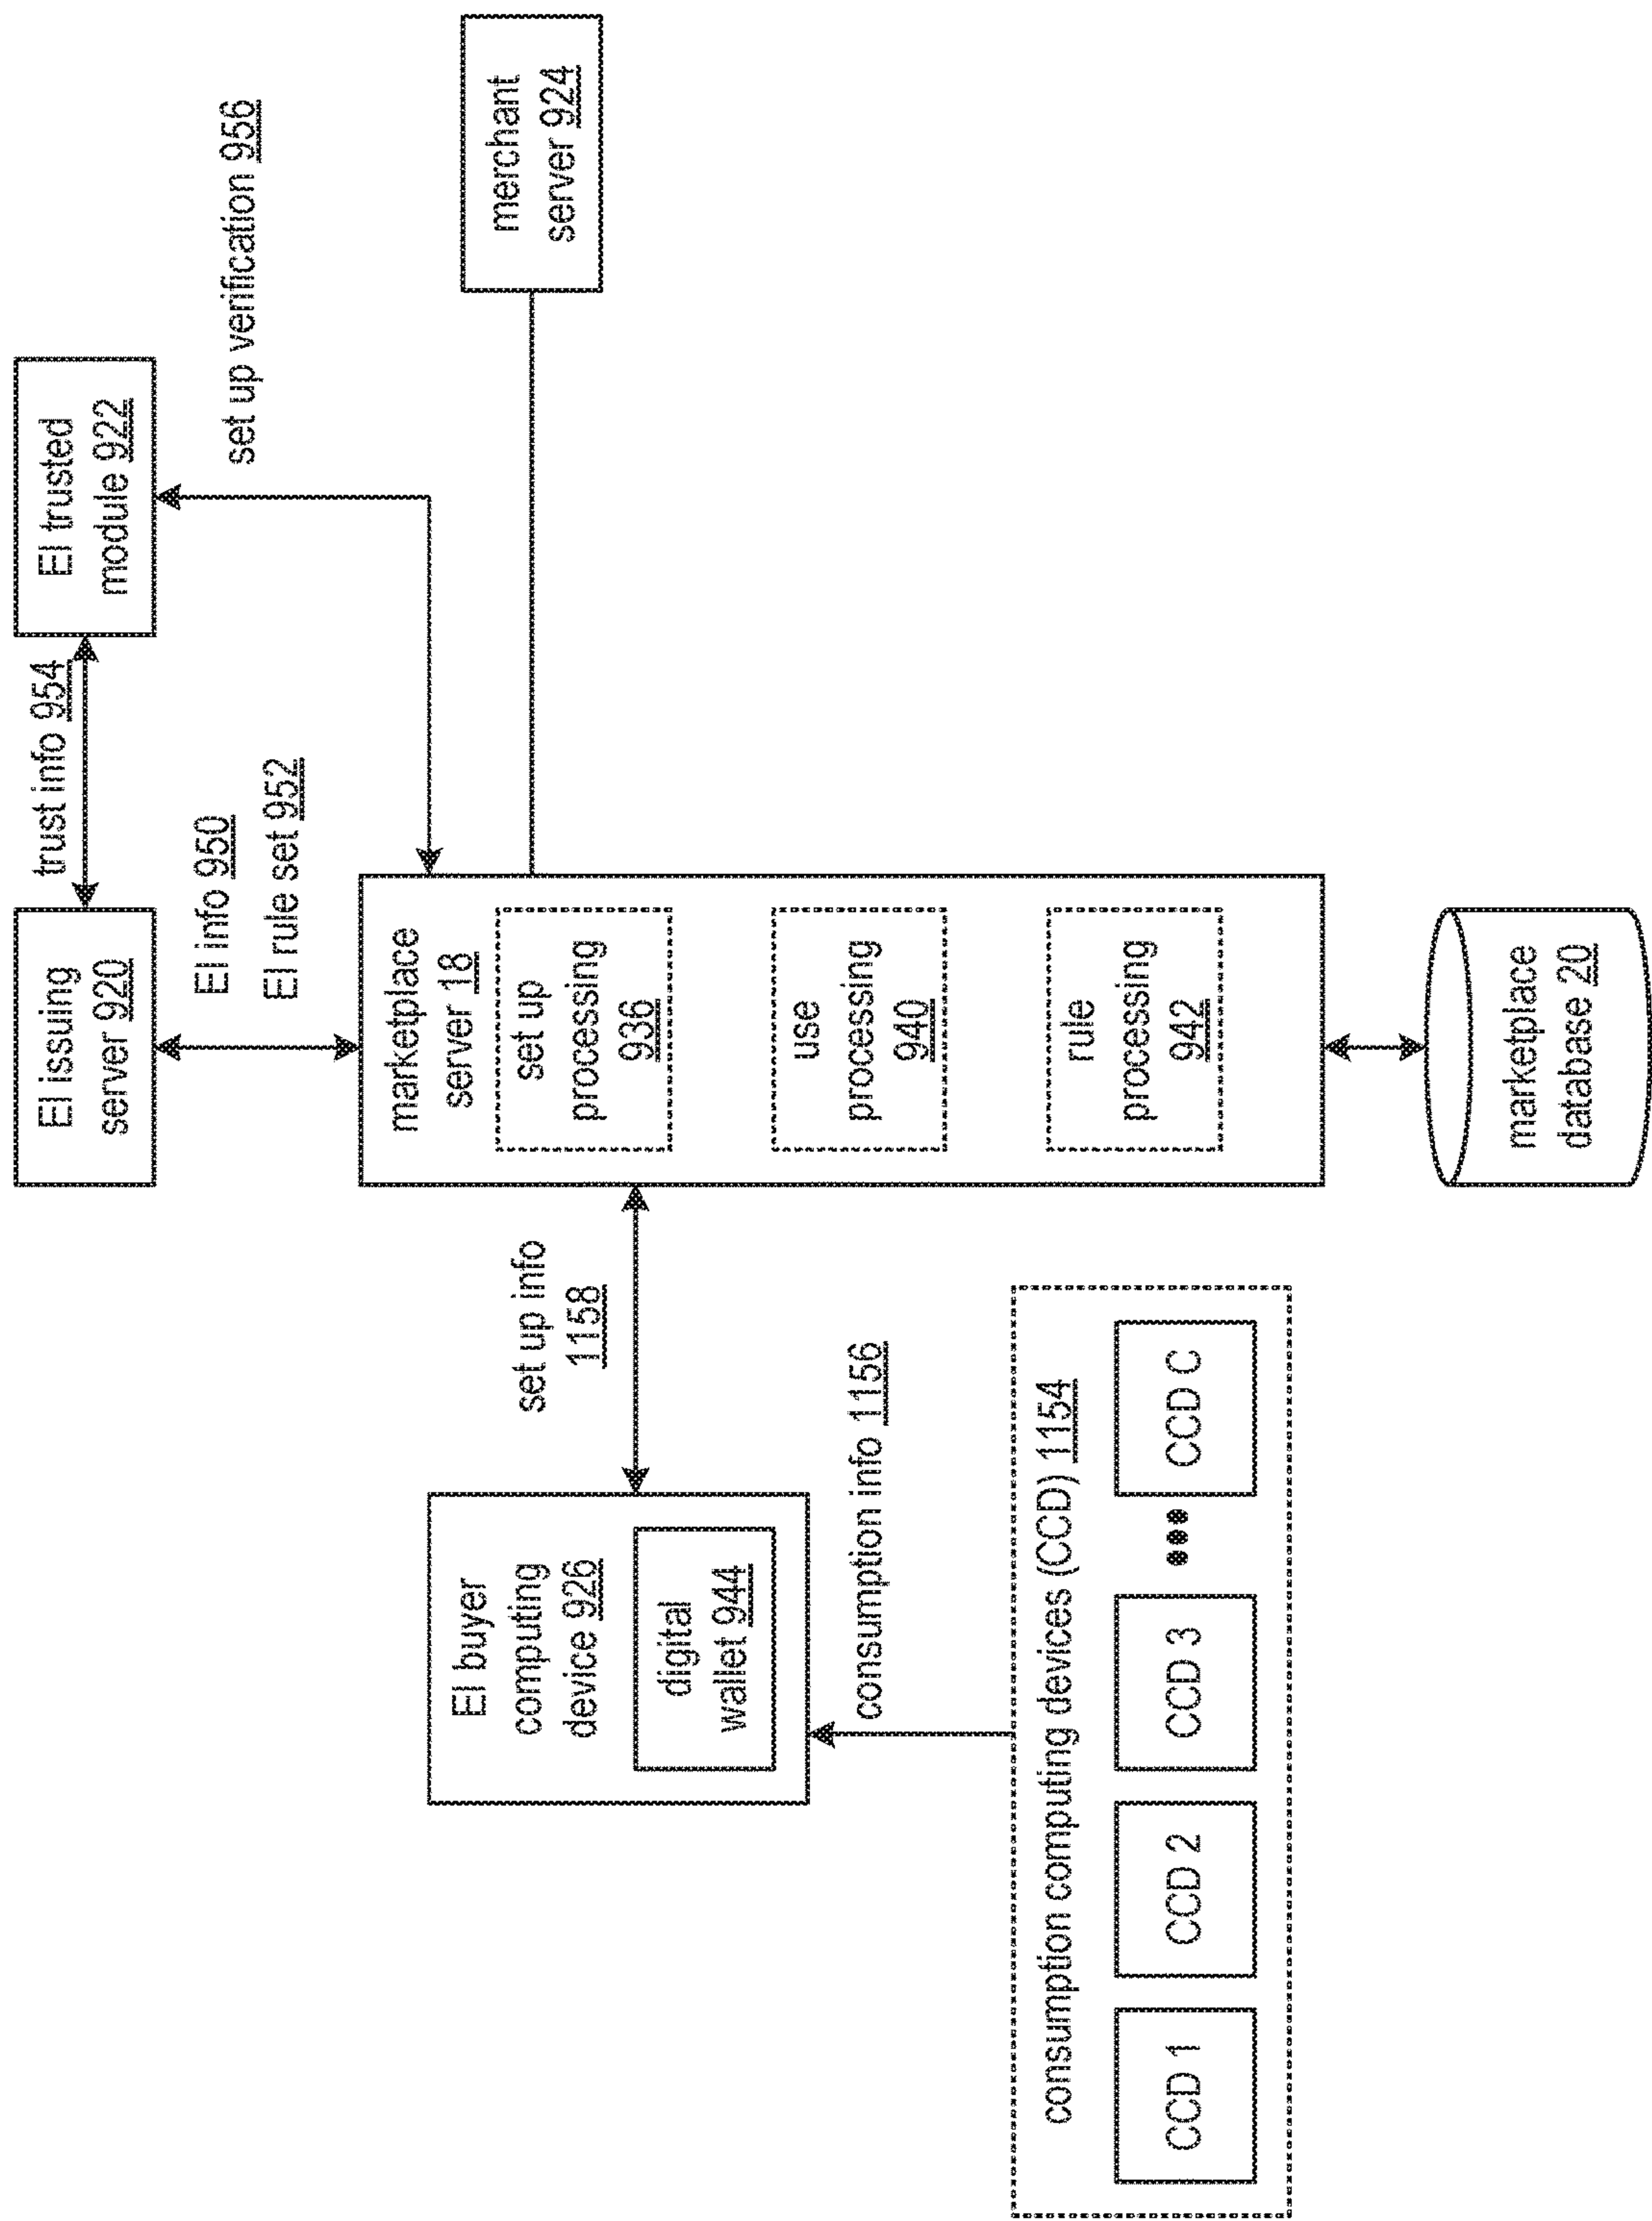 EI issuing
server 920
trust info 954
EI trusted
module 922
EI info 950
EI rule set 952
set up verification 956
merchant
server 924
marketplace
server 18
set up
processing
936
use
processing
940
rule
processing
942
set up info
1158
EI buyer
computing
device 926
digital
wallet 944
consumption info 1156
consumption computing devices (CCD) 1154
CCD 1
CCD 2
CCD 3
CCD C
marketplace
database 20